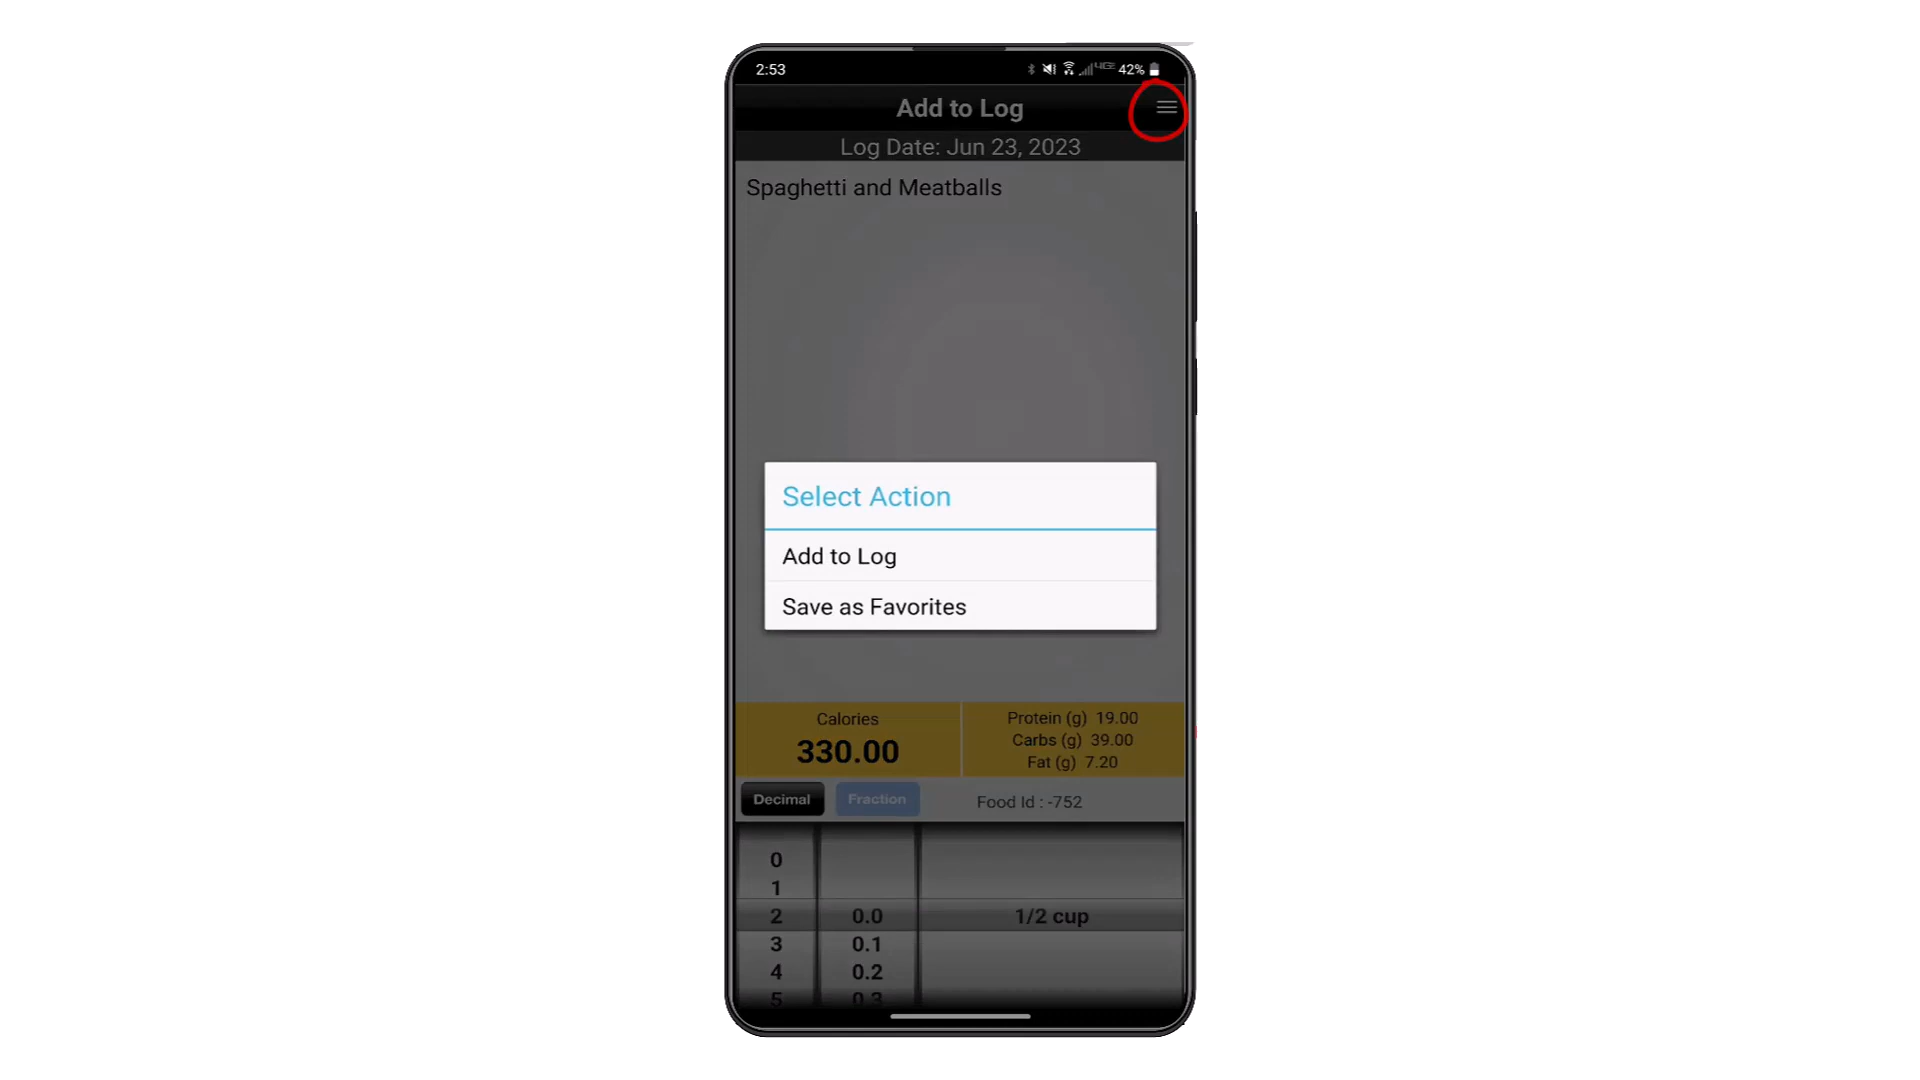 2:53
42%
Add to Log
Log Date: Jun 23, 2023
Spaghetti and Meatballs
Select Action
Add to Log
Save as Favorites
Calories
330.00
Protein (g) 19.00
Carbs (g) 39.00
Fat (g) 7.20
Decimal
Fraction
Food Id : -752
0
1
2 0.0 1/2 cup
3 0.1
4 0.2
5 0.3